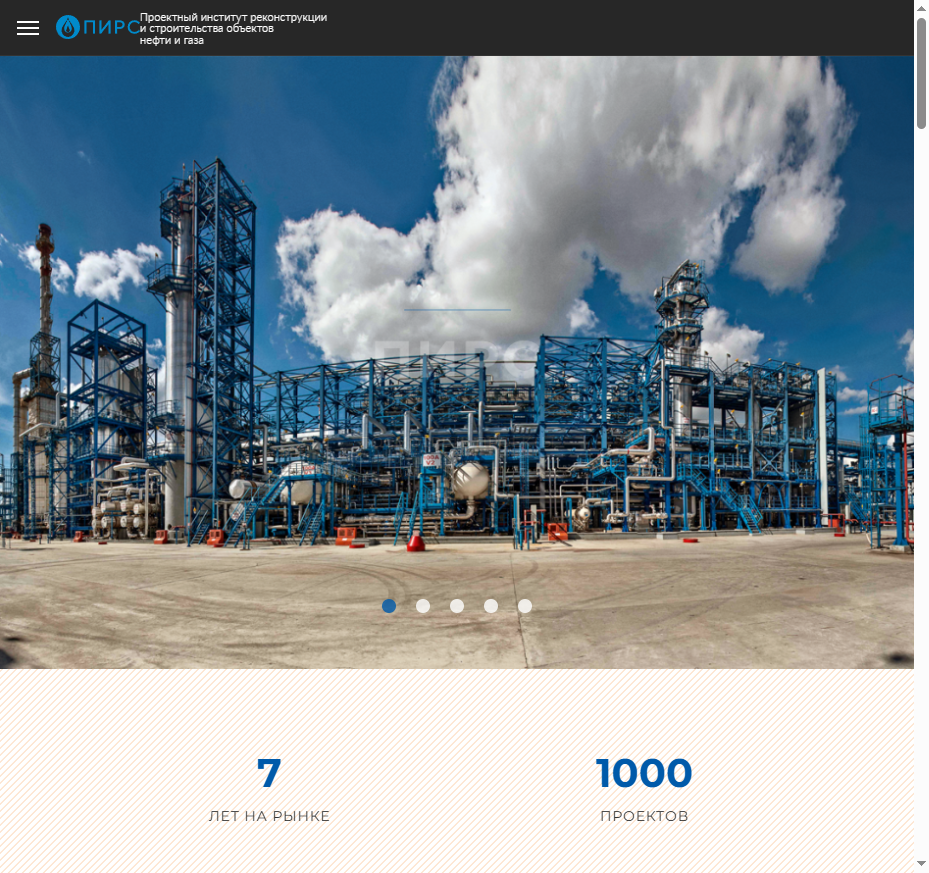 ПИРС
Проектный институт реконструкции
и строительства объектов
нефти и газа
ПИРС
7
ЛЕТ НА РЫНКЕ
1000
ПРОЕКТОВ